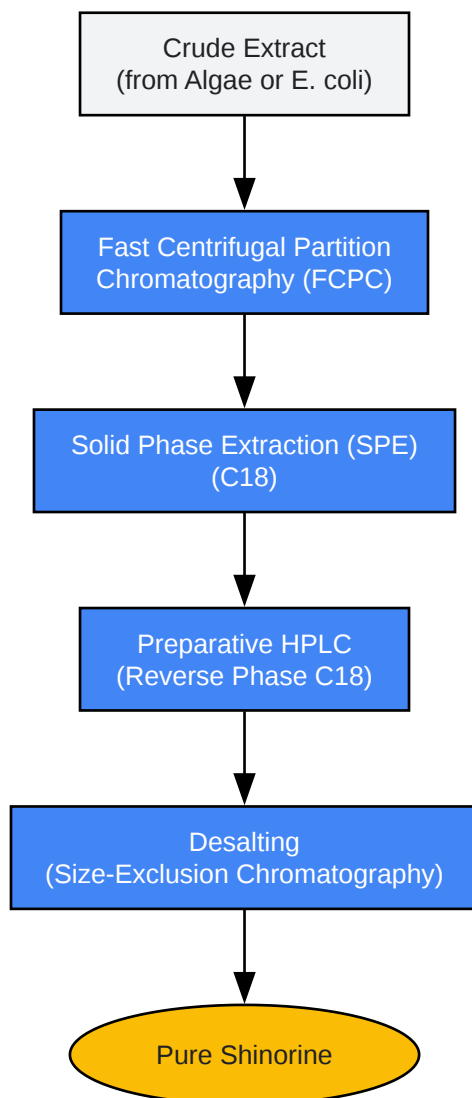 Crude Extract
(from Algae or E. coli)
Fast Centrifugal Partition
Chromatography (FCPC)
Solid Phase Extraction (SPE)
(C18)
Preparative HPLC
(Reverse Phase C18)
Desalting
(Size-Exclusion Chromatography)
Pure Shinorine